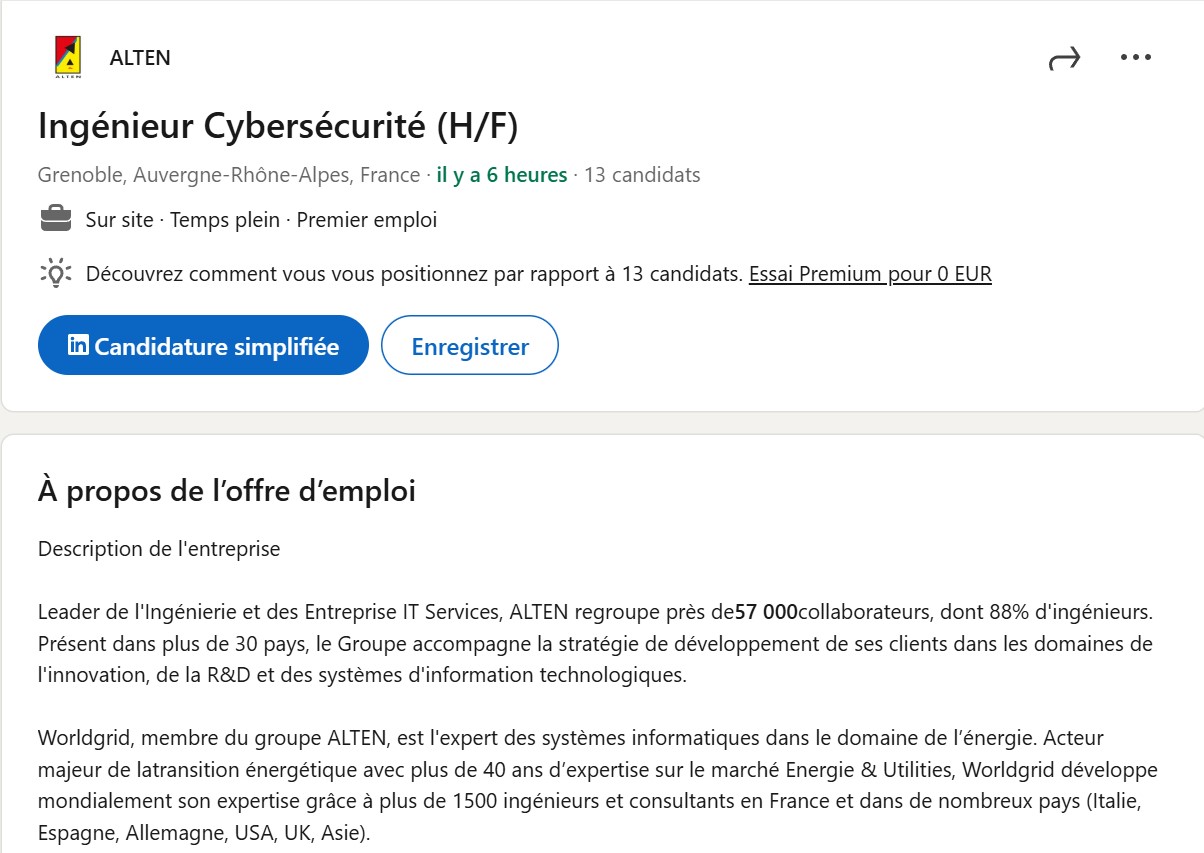 ALTEN
ALTEN
Ingénieur Cybersécurité (H/F)
Grenoble, Auvergne-Rhône-Alpes, France · il y a 6 heures · 13 candidats
Sur site · Temps plein · Premier emploi
Découvrez comment vous vous positionnez par rapport à 13 candidats. Essai Premium pour 0 EUR
in Candidature simplifiée
Enregistrer
À propos de l’offre d’emploi
Description de l'entreprise
Leader de l'Ingénierie et des Entreprise IT Services, ALTEN regroupe près de57 000collaborateurs, dont 88% d'ingénieurs.
Présent dans plus de 30 pays, le Groupe accompagne la stratégie de développement de ses clients dans les domaines de
l'innovation, de la R&D et des systèmes d'information technologiques.
Worldgrid, membre du groupe ALTEN, est l'expert des systèmes informatiques dans le domaine de l’énergie. Acteur
majeur de latransition énergétique avec plus de 40 ans d’expertise sur le marché Energie & Utilities, Worldgrid développe
mondialement son expertise grâce à plus de 1500 ingénieurs et consultants en France et dans de nombreux pays (Italie,
Espagne, Allemagne, USA, UK, Asie).